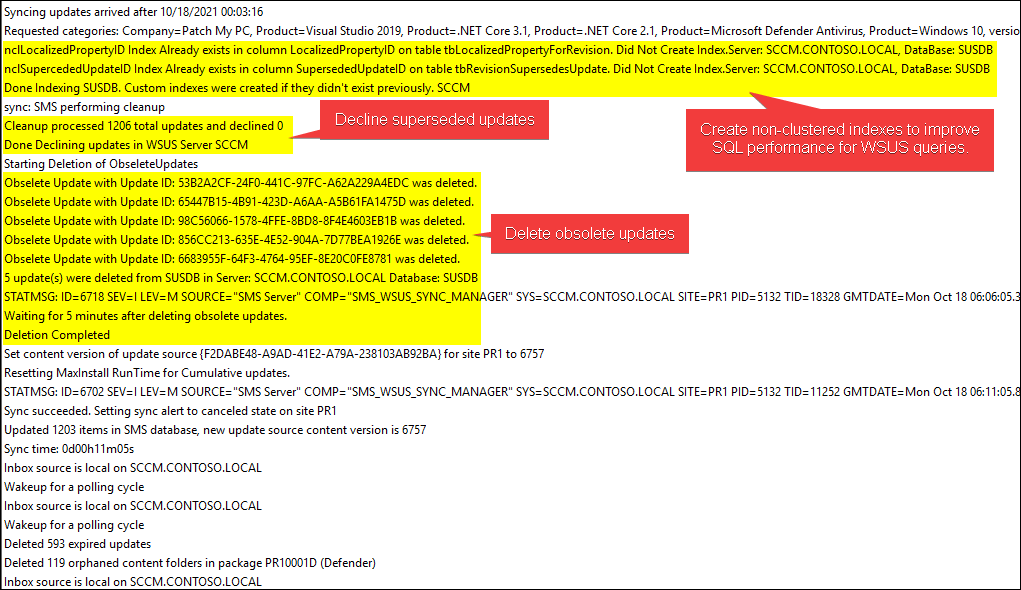 Syncing updates arrived after 10/18/2021 00:03:16
Requested categories: Company=Patch My PC, Product=Visual Studio 2019, Product=.NET Core 3.1, Product=.NET Core 2.1, Product=Microsoft Defender Antivirus, Product=Windows 10, versio
nclLocalizedPropertyID Index Already exists in column LocalizedPropertyID on table tbLocalizedPropertyForRevision. Did Not Create Index.Server: SCCM.CONTOSO.LOCAL, DataBase: SUSDB
nclSupercededUpdateID Index Already exists in column SupersededUpdateID on table tbRevisionSupersedesUpdate. Did Not Create Index.Server: SCCM.CONTOSO.LOCAL, DataBase: SUSDB
Done Indexing SUSDB. Custom indexes were created if they didn't exist previously. SCCM
sync: SMS performing cleanup
Cleanup processed 1206 total updates and declined 0
Done Declining updates in WSUS Server SCCM
Decline superseded updates
Create non-clustered indexes to improve
SQL performance for WSUS queries.
Starting Deletion of ObseleteUpdates
Obselete Update with Update ID: 53B2A2CF-24F0-441C-97FC-A62A229A4EDC was deleted.
Obselete Update with Update ID: 65447B15-4B91-423D-A6AA-A5B61FA1475D was deleted.
Obselete Update with Update ID: 98C56066-1578-4FFE-8BD8-8F4E4603EB1B was deleted.
Obselete Update with Update ID: 856CC213-635E-4E52-904A-7D77BEA1926E was deleted.
Obselete Update with Update ID: 6683955F-64F3-4764-95EF-8E20C0FE8781 was deleted.
Delete obsolete updates
5 update(s) were deleted from SUSDB in Server: SCCM.CONTOSO.LOCAL Database: SUSDB
STATMSG: ID=6718 SEV=I LEV=M SOURCE="SMS Server" COMP="SMS_WSUS_SYNC_MANAGER" SYS=SCCM.CONTOSO.LOCAL SITE=PR1 PID=5132 TID=18328 GMTDATE=Mon Oct 18 06:06:05.3
Waiting for 5 minutes after deleting obsolete updates.
Deletion Completed
Set content version of update source {F2DABE48-A9AD-41E2-A79A-238103AB92BA} for site PR1 to 6757
Resetting MaxInstall RunTime for Cumulative updates.
STATMSG: ID=6702 SEV=I LEV=M SOURCE="SMS Server" COMP="SMS_WSUS_SYNC_MANAGER" SYS=SCCM.CONTOSO.LOCAL SITE=PR1 PID=5132 TID=11252 GMTDATE=Mon Oct 18 06:11:05.8
Sync succeeded. Setting sync alert to canceled state on site PR1
Updated 1203 items in SMS database, new update source content version is 6757
Sync time: 0d00h11m05s
Inbox source is local on SCCM.CONTOSO.LOCAL
Wakeup for a polling cycle
Inbox source is local on SCCM.CONTOSO.LOCAL
Wakeup for a polling cycle
Deleted 593 expired updates
Deleted 119 orphaned content folders in package PR10001D (Defender)
Inbox source is local on SCCM.CONTOSO.LOCAL